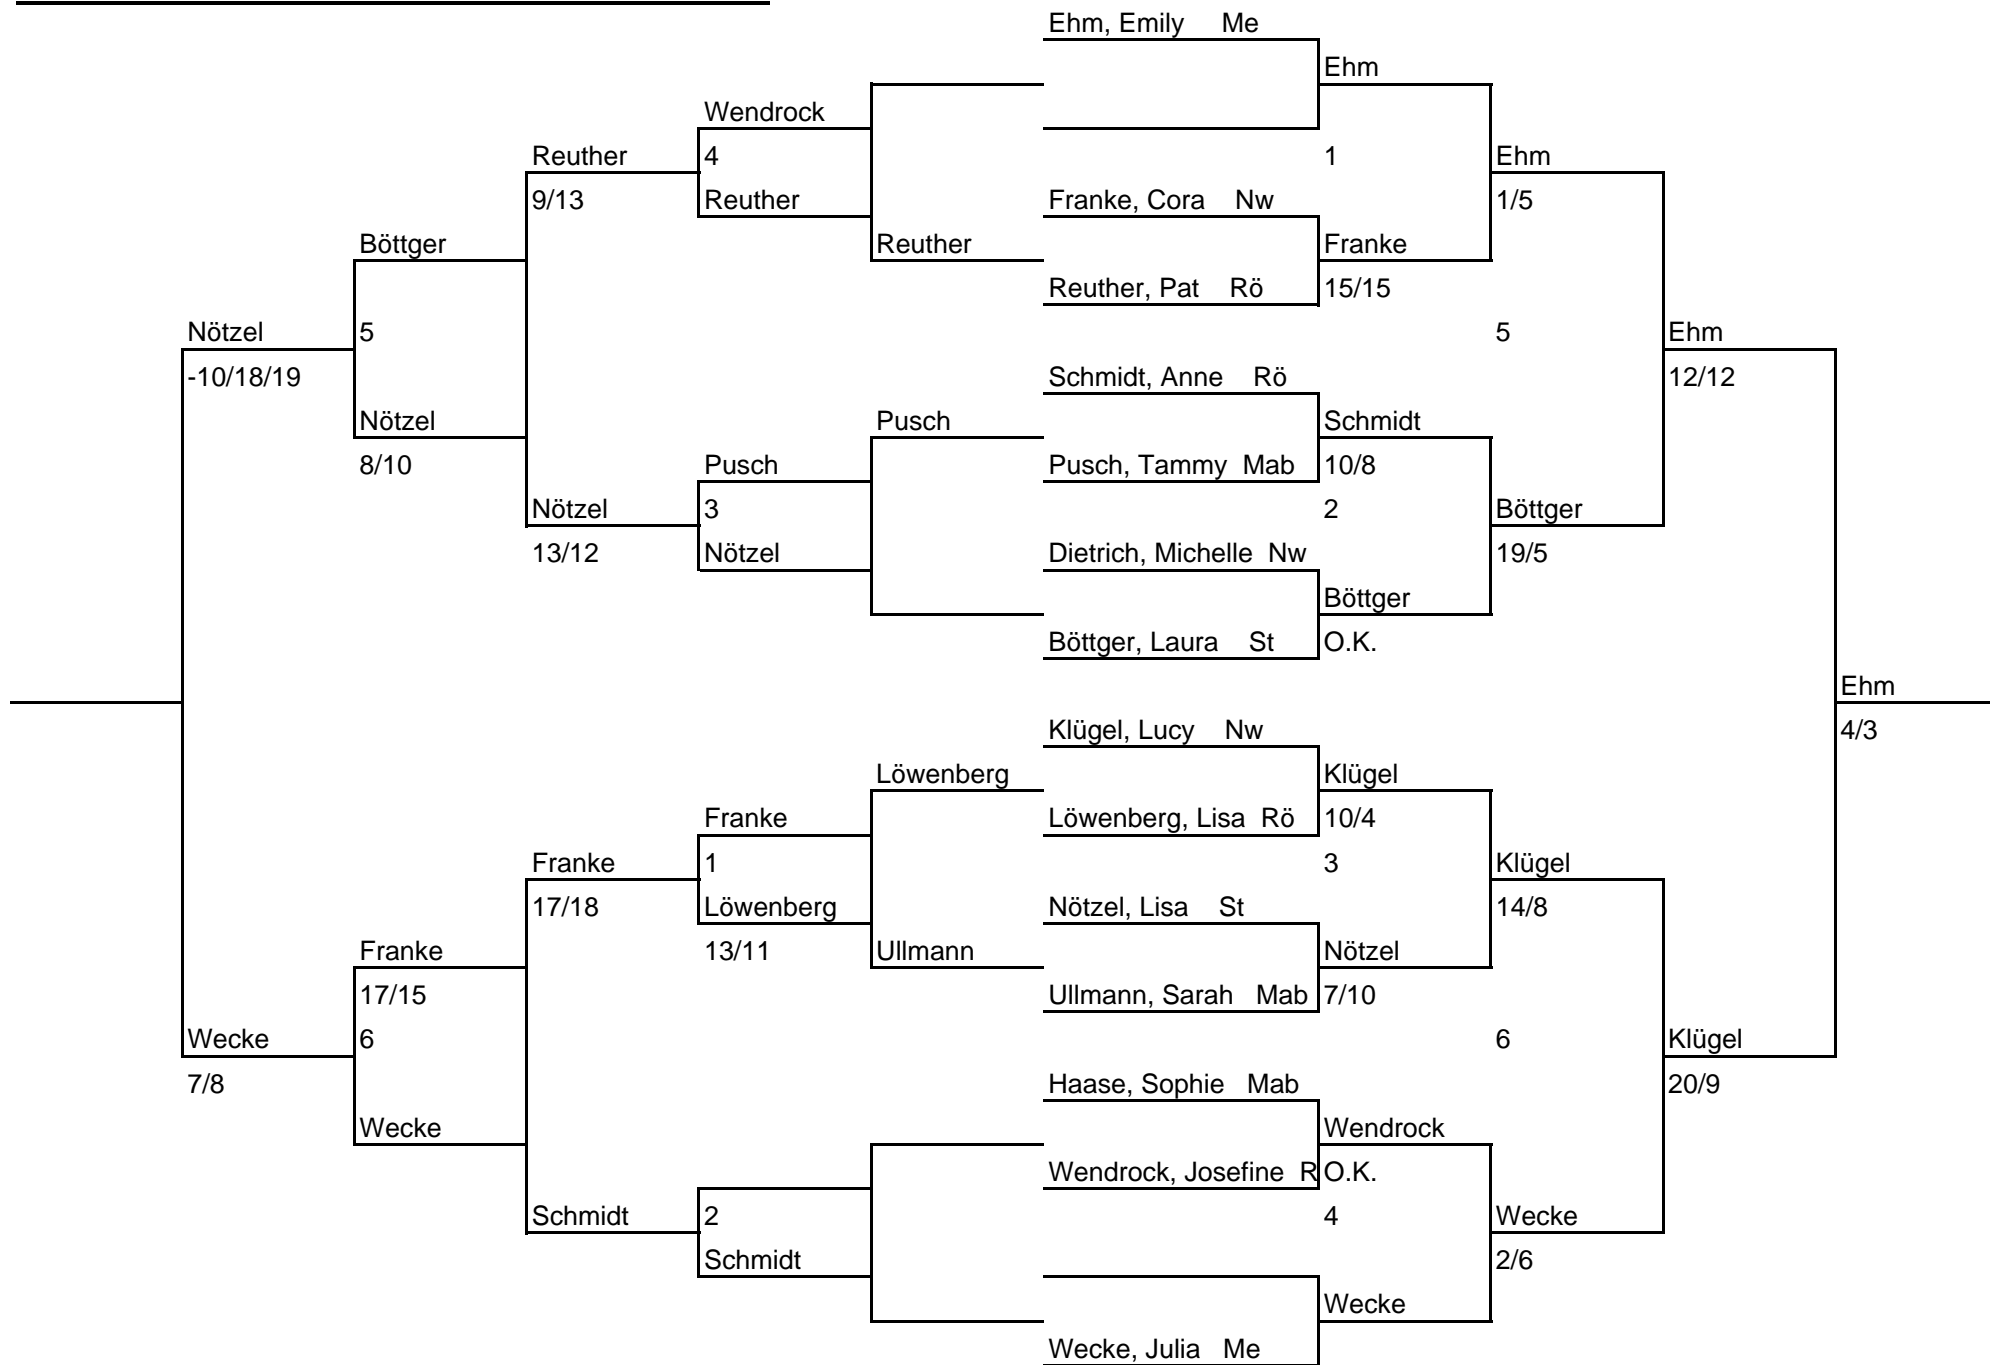 Ehm, Emily Me
Ehm
Wendrock
Reuther
4
1
Ehm
9/13
Reuther
Franke, Cora Nw
1/5
Böttger
Reuther
Franke
Reuther, Pat Rö
15/15
Nötzel
5
5
Ehm
-10/18/19
Schmidt, Anne Rö
12/12
Nötzel
Pusch
Schmidt
8/10
Pusch
Pusch, Tammy Mab
10/8
Nötzel
3
2
Böttger
13/12
Nötzel
Dietrich, Michelle Nw
19/5
Böttger
Böttger, Laura St
O.K.
Ehm
Klügel, Lucy Nw
4/3
Löwenberg
Klügel
Franke
Löwenberg, Lisa Rö
10/4
Franke
1
3
Klügel
17/18
Löwenberg
Nötzel, Lisa St
14/8
Franke
13/11
Ullmann
Nötzel
17/15
Ullmann, Sarah Mab
7/10
Wecke
6
6
Klügel
7/8
Haase, Sophie Mab
20/9
Wecke
Wendrock
Wendrock, Josefine R
O.K.
Schmidt
2
4
Wecke
Schmidt
2/6
Wecke
Wecke, Julia Me